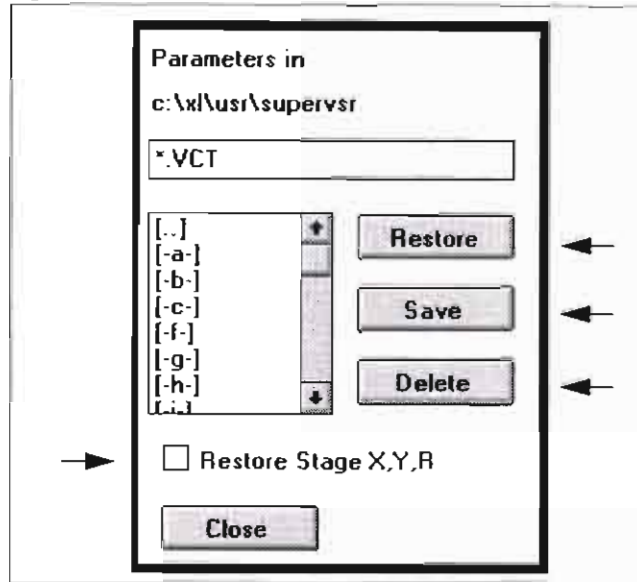 Parameters in
c:\xl\usr\supervsr
*.VCT
[..]
[-a-]
[-b-]
[-c-]
[-f-]
[-g-]
[-h-]
[-i-]
Restore
Save
Delete
Restore Stage X,Y,R
Close